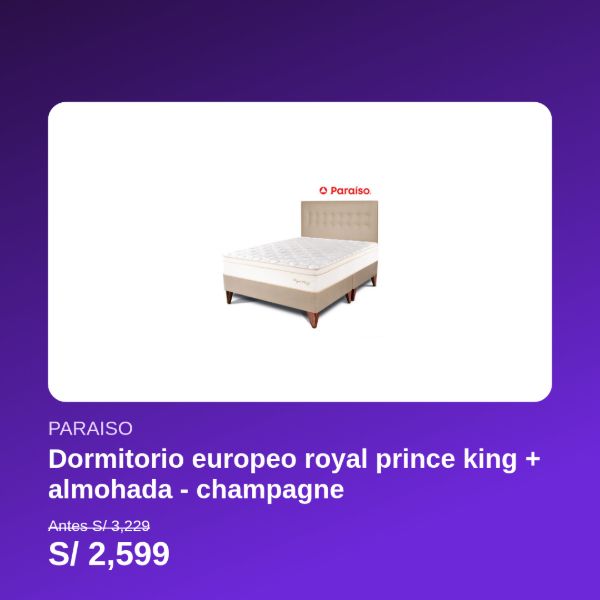 Paraíso
PARAISO
Dormitorio europeo royal prince king +
almohada - champagne
Antes S/ 3,229
S/ 2,599